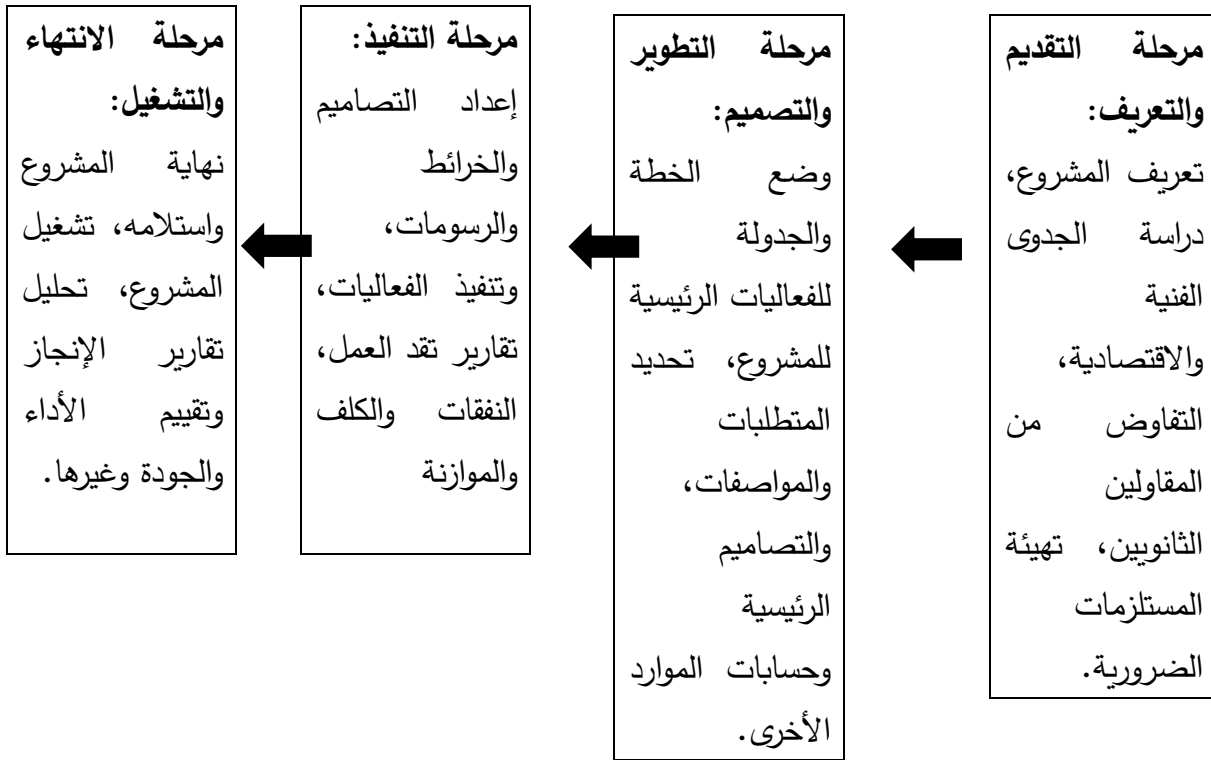 مرحلة التقديم
والتعريف:
تعريف المشروع،
دراسة الجدوى
الفنية
والاقتصادية،
التفاوض من
المقاولين
الثانويين، تهيئة
المستلزمات
الضرورية.
مرحلة التطوير
والتصميم:
وضع الخطة
والجدولة
للفعاليات الرئيسية
للمشروع، تحديد
المتطلبات
والمواصفات،
والتصاميم
الرئيسية
وحسابات الموارد
الأخرى.
مرحلة التنفيذ:
إعداد التصاميم
والخرائط
والرسومات،
وتنفيذ الفعاليات،
تقارير تقد العمل،
النفقات والكلف
والموازنة
مرحلة الانتهاء
والتشغيل:
نهاية المشروع
واستلامه، تشغيل
المشروع، تحليل
تقارير الإنجاز
وتقييم الأداء
والجودة وغيرها.